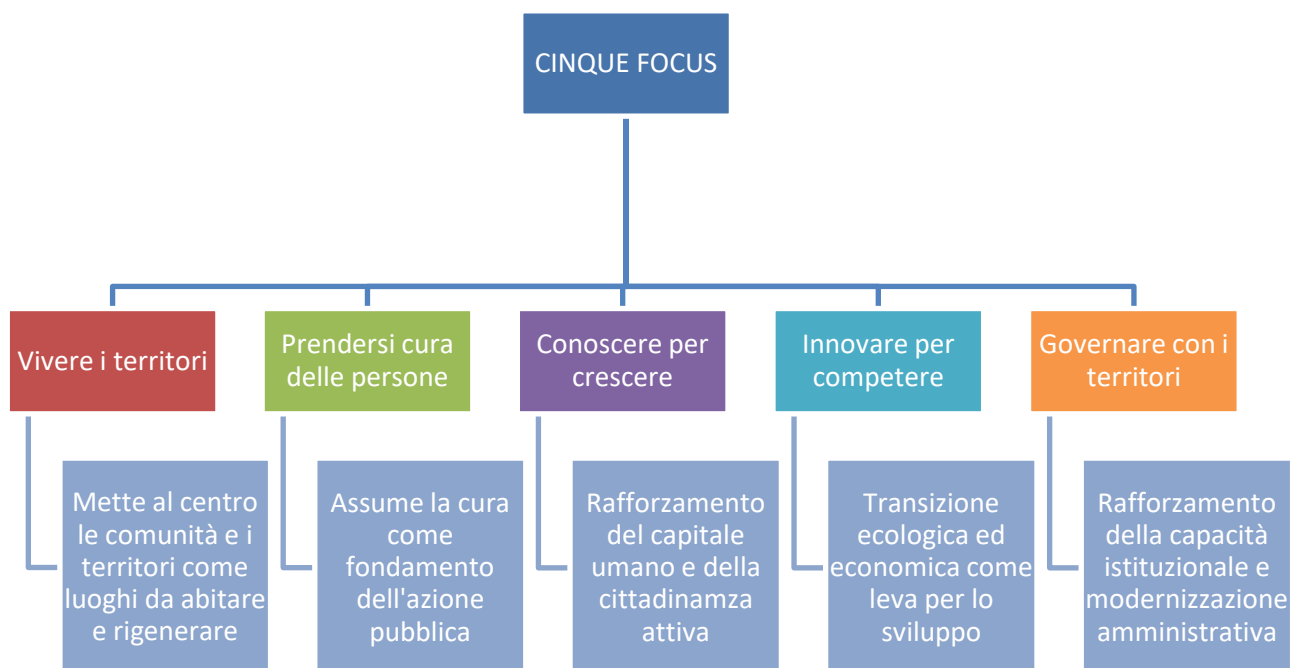 CINQUE FOCUS
Vivere i territori
Prendersi cura
delle persone
Conoscere per
crescere
Innovare per
competere
Governare con i
territori
Mette al centro
le comunità e i
territori come
luoghi da abitare
e rigenerare
Assume la cura
come
fondamento
dell'azione
pubblica
Rafforzamento
del capitale
umano e della
cittadinamza
attiva
Transizione
ecologica ed
economica come
leva per lo
sviluppo
Rafforzamento
della capacità
istituzionale e
modernizzazione
amministrativa